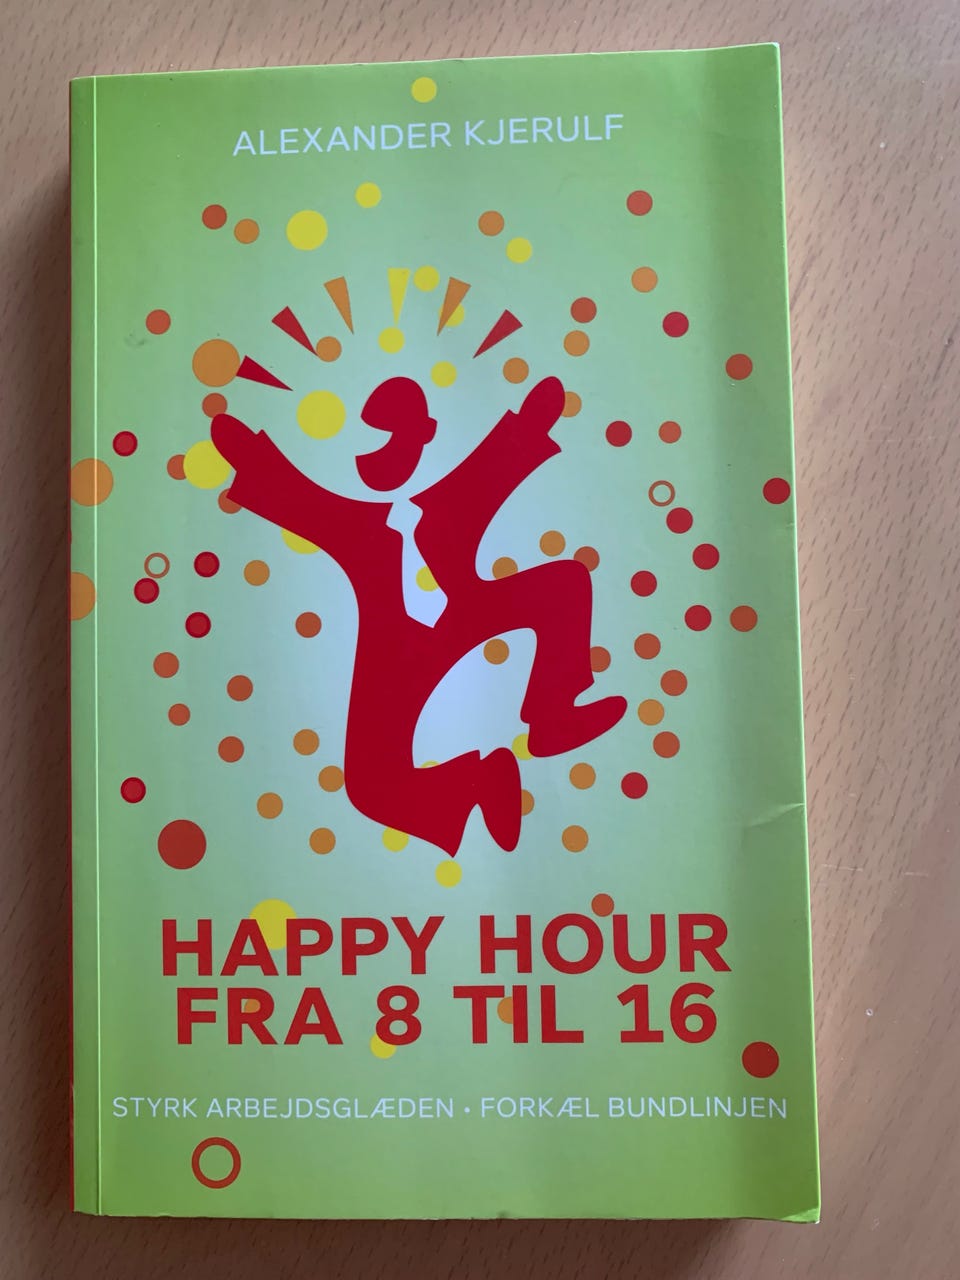 ALEXANDER KJERULF
HAPPY HOUR
FRA 8 TIL 16
STYRK ARBEJDSGLÆDEN • FORKÆL BUNDLINJEN